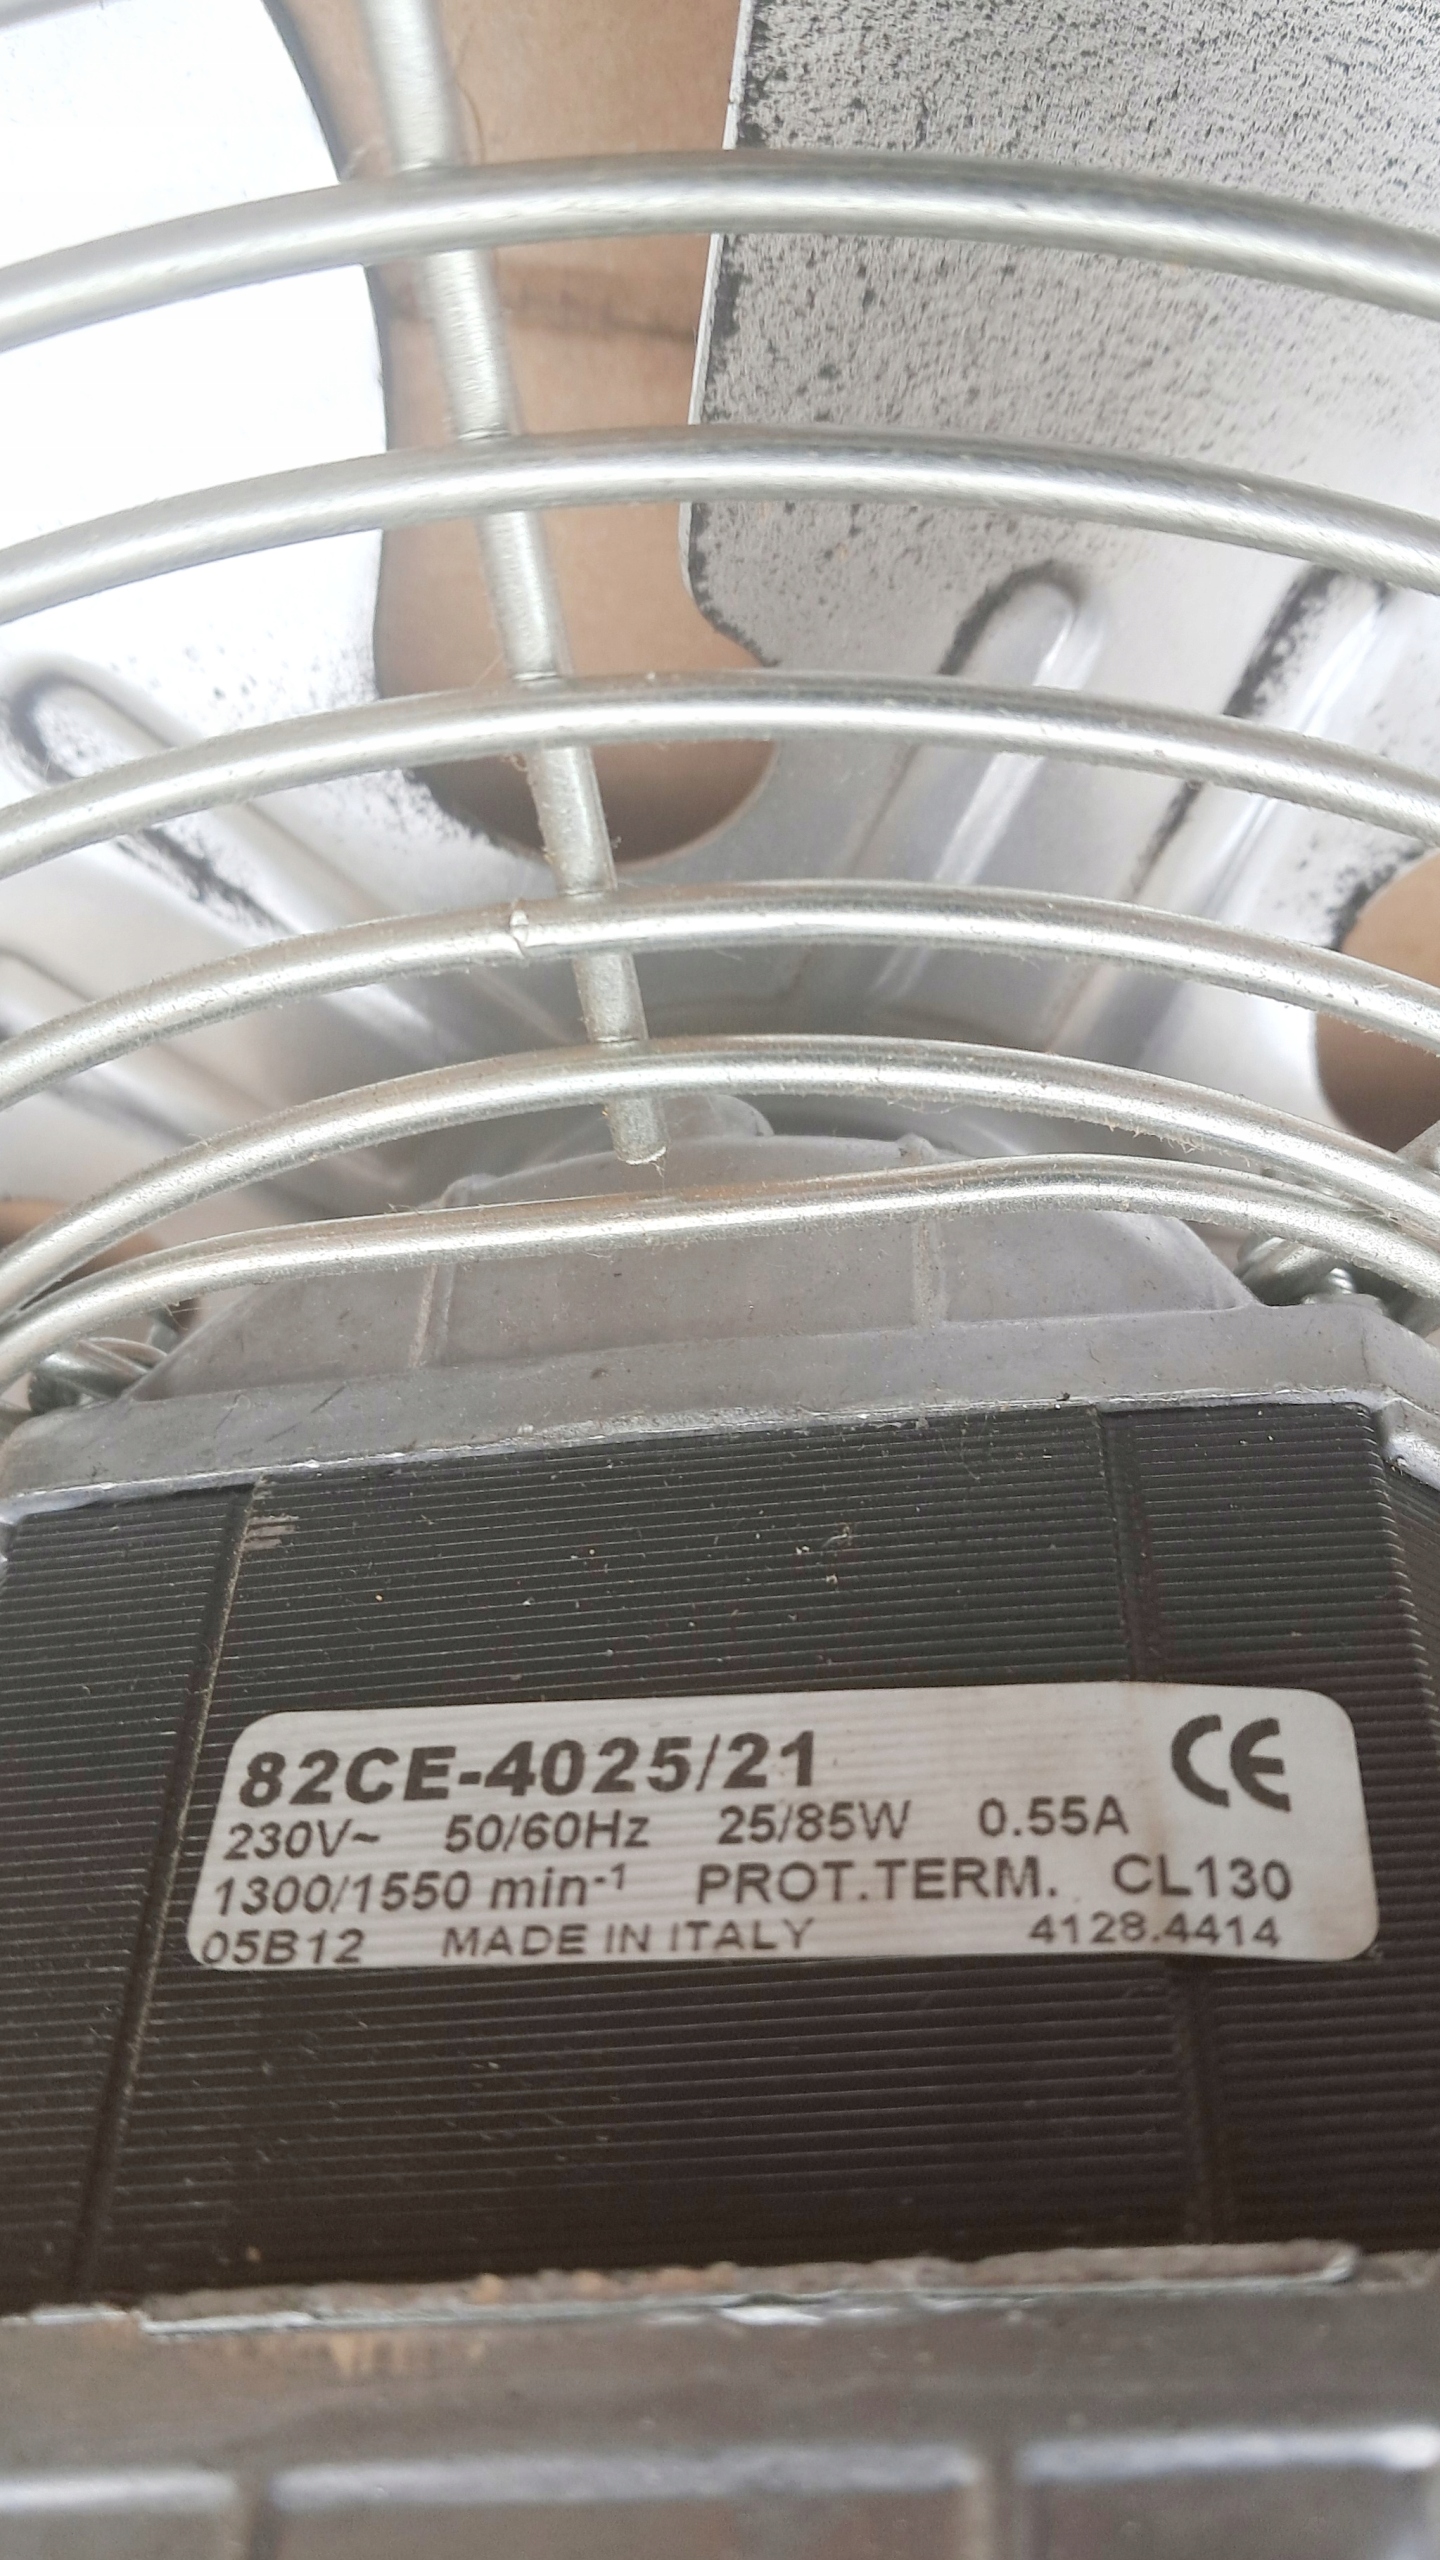 82CE-4025/21 CE
230V~ 50/60Hz 25/85W 0.55A
1300/1550 min-1 PROT.TERM. CL130
05B12 MADE IN ITALY 4128.4414